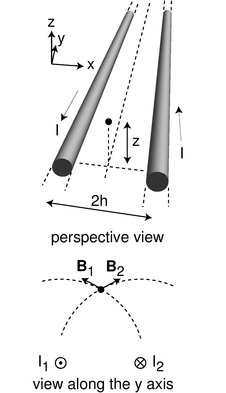 z
y
x
I
I
z
2h
perspective view
B1 B2
I1 ⊙ ⊗ I2
view along the y axis